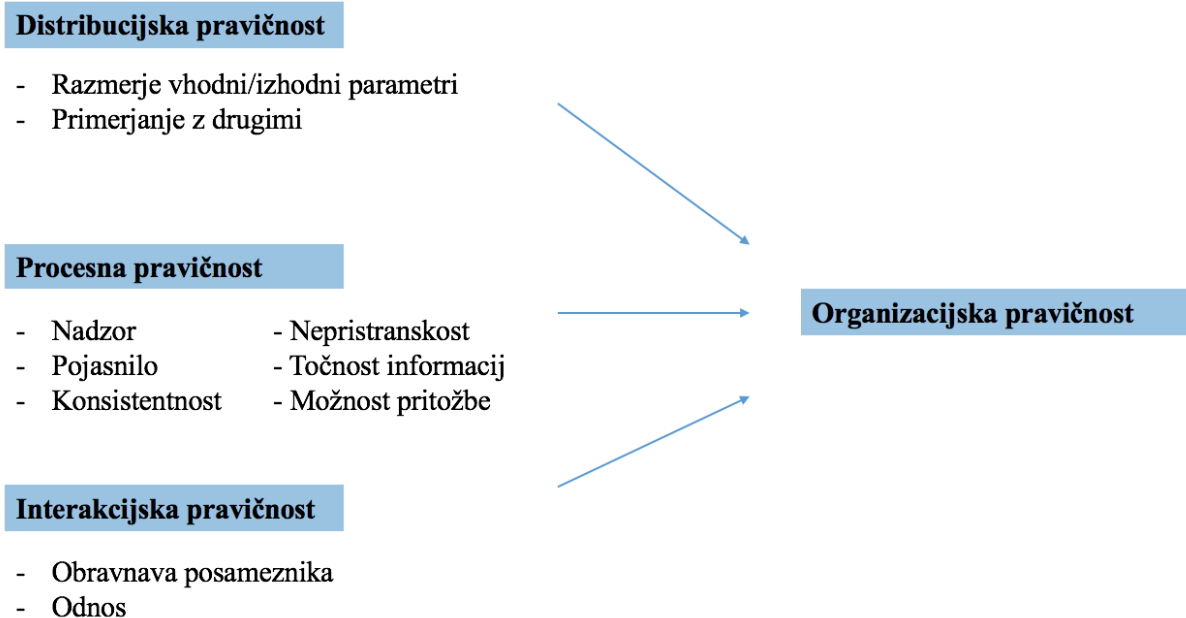 Distribucijska pravičnost
- Razmerje vhodni/izhodni parametri
- Primerjanje z drugimi
Procesna pravičnost
- Nadzor - Nepristranskost
- Pojasnilo - Točnost informacij
- Konsistentnost - Možnost pritožbe
Organizacijska pravičnost
Interakcijska pravičnost
- Obravnava posameznika
- Odnos